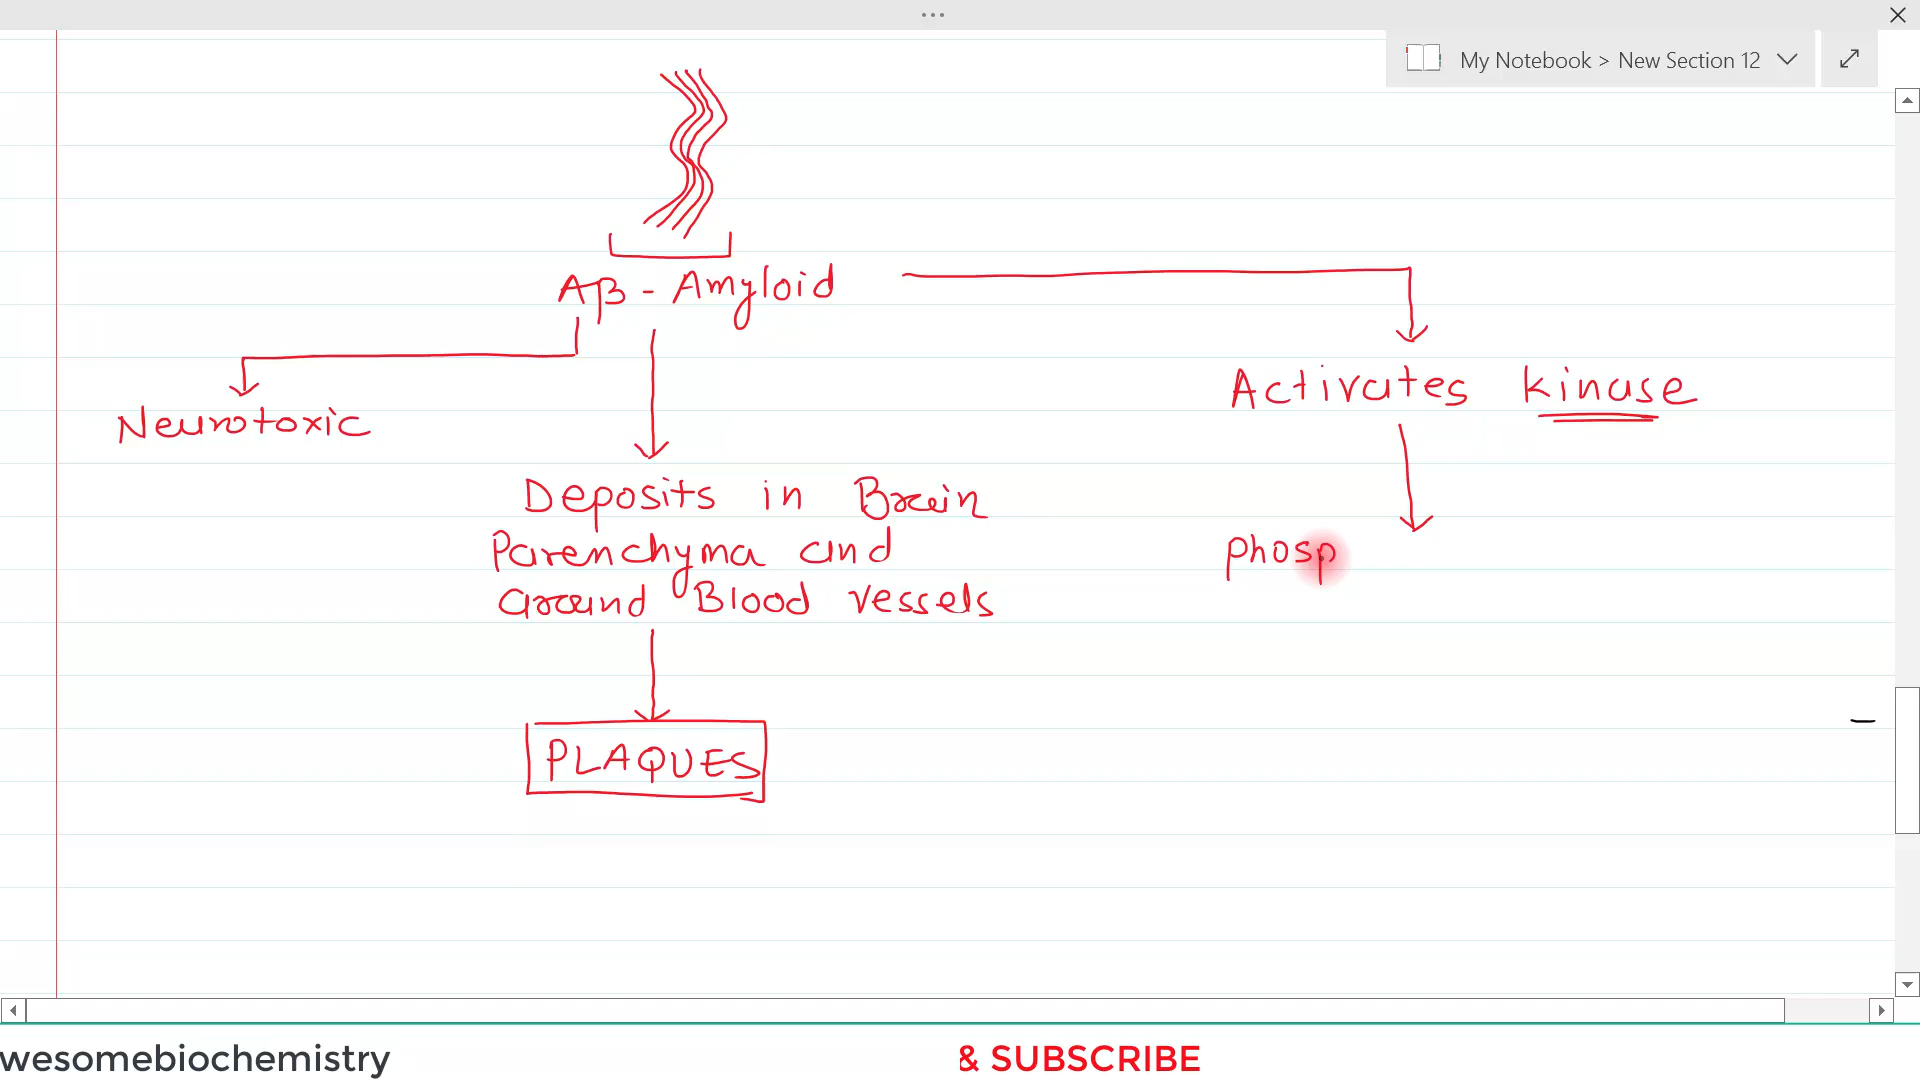 My Notebook > New Section 12
Aβ - Amyloid
Neurotoxic
Activates kinase
Deposits in Brain
Parenchyma and
around Blood vessels
Phosp
PLAQUES
wesomebiochemistry
& SUBSCRIBE